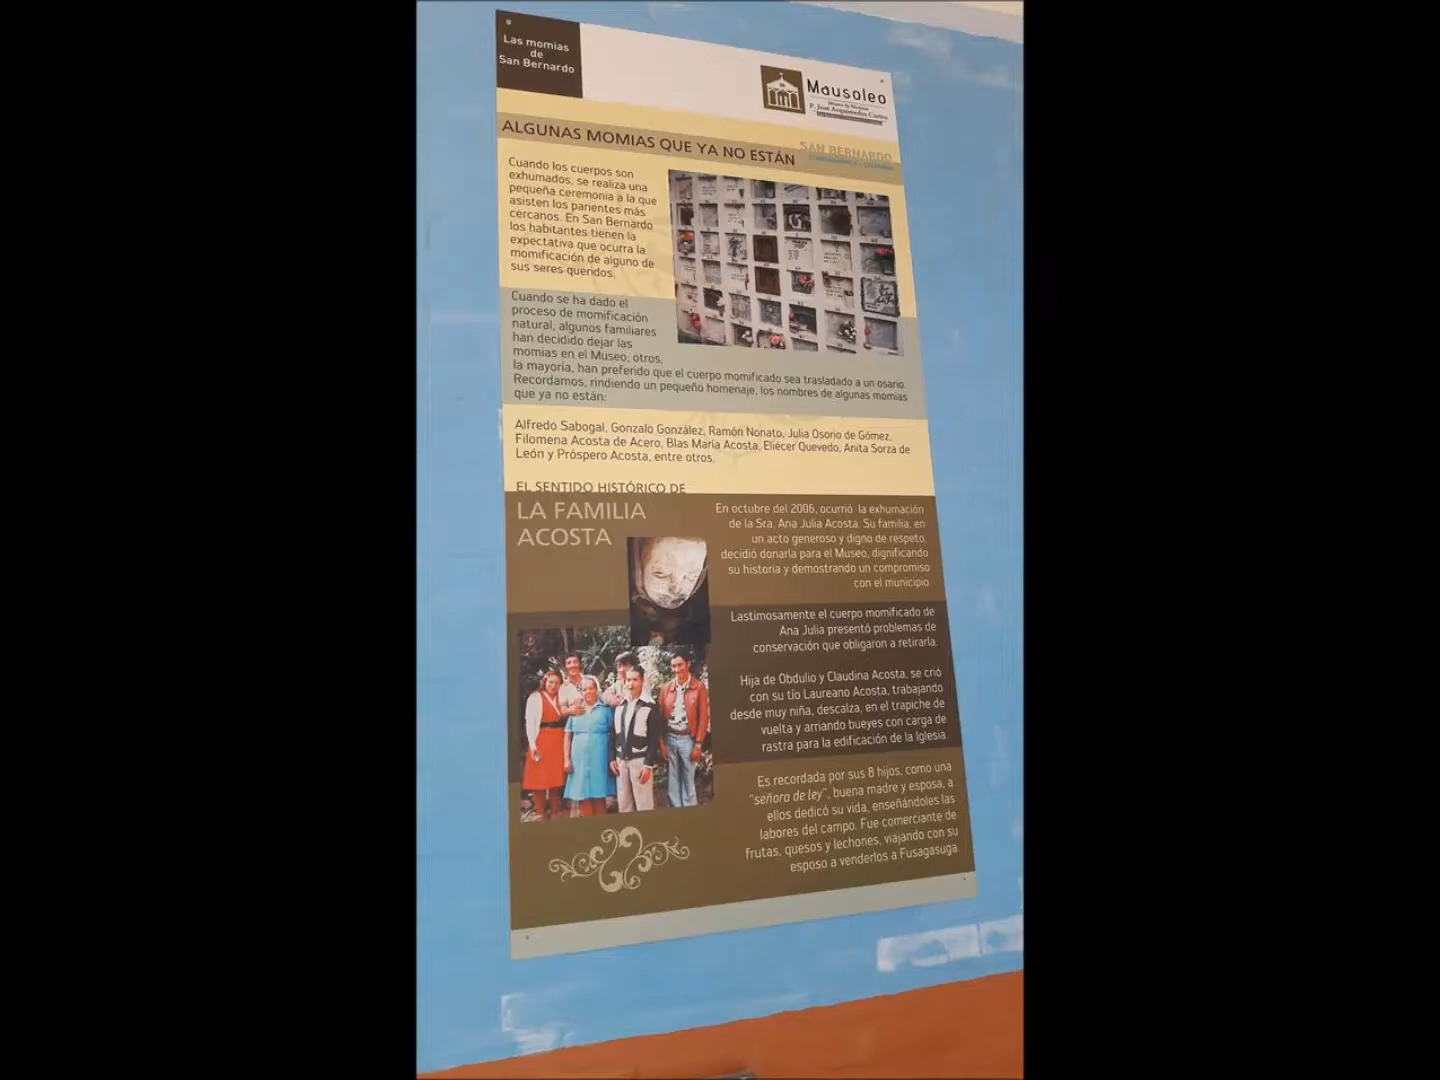 Las momias
de
San Bernardo
Mausoleo
P. José Arquímedes Castro
SAN BERNARDO
ALGUNAS MOMIAS QUE YA NO ESTÁN
Cuando los cuerpos son
exhumados, se realiza una
pequeña ceremonia a la que
asisten los parientes más
cercanos. En San Bernardo
los habitantes tienen la
expectativa que ocurra la
momificación de alguno de
sus seres queridos.
Cuando se ha dado el
proceso de momificación
natural, algunos familiares
han decidido dejar las
momias en el Museo, otros,
la mayoría, han preferido que el cuerpo momificado sea trasladado a un osario.
Recordamos, rindiendo un pequeño homenaje, los nombres de algunas momias
que ya no están:
Alfredo Sabogal, Gonzalo González, Ramón Nonato, Julia Osorio de Gómez,
Filomena Acosta de Acero, Blas María Acosta, Eliécer Quevedo, Anita Sorza de
León y Próspero Acosta, entre otros.
EL SENTIDO HISTÓRICO DE
LA FAMILIA
ACOSTA
En octubre del 2006, ocurrió la exhumación
de la Sra. Ana Julia Acosta. Su familia, en
un acto generoso y digno de respeto,
decidió donarla para el Museo, dignificando
su historia y demostrando un compromiso
con el municipio.
Lastimosamente el cuerpo momificado de
Ana Julia presentó problemas de
conservación que obligaron a retirarla.
Hija de Obdulio y Claudina Acosta, se crió
con su tío Laureano Acosta, trabajando
desde muy niña, descalza, en el trapiche de
vuelta y arriando bueyes con carga de
rastra para la edificación de la Iglesia.
Es recordada por sus 8 hijos, como una
"señora de ley", buena madre y esposa, a
ellos dedicó su vida, enseñándoles las
labores del campo. Fue comerciante de
frutas, quesos y lechones, viajando con su
esposo a venderlos a Fusagasuga.